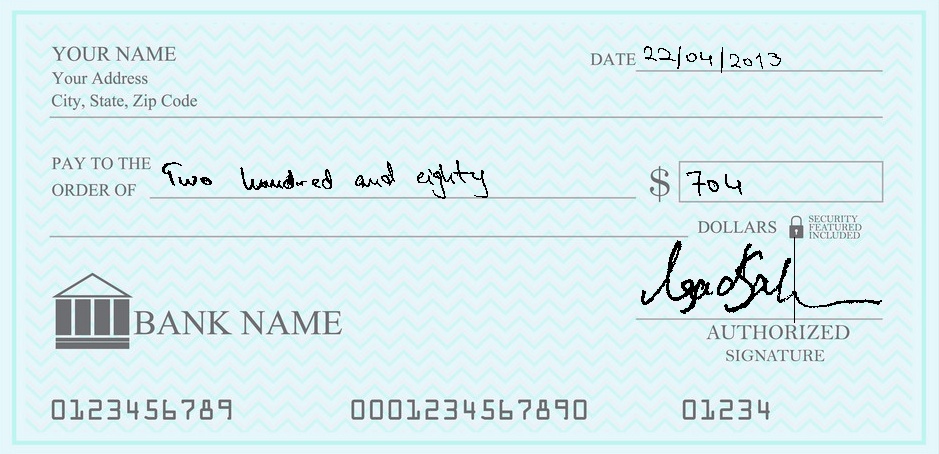 YOUR NAME
Your Address
City, State, Zip Code
DATE 22/04/2013
PAY TO THE
ORDER OF Two hundred and eighty $ 704
DOLLARS SECURITY
FEATURED
INCLUDED
BANK NAME
AUTHORIZED
SIGNATURE
0123456789 0001234567890 01234